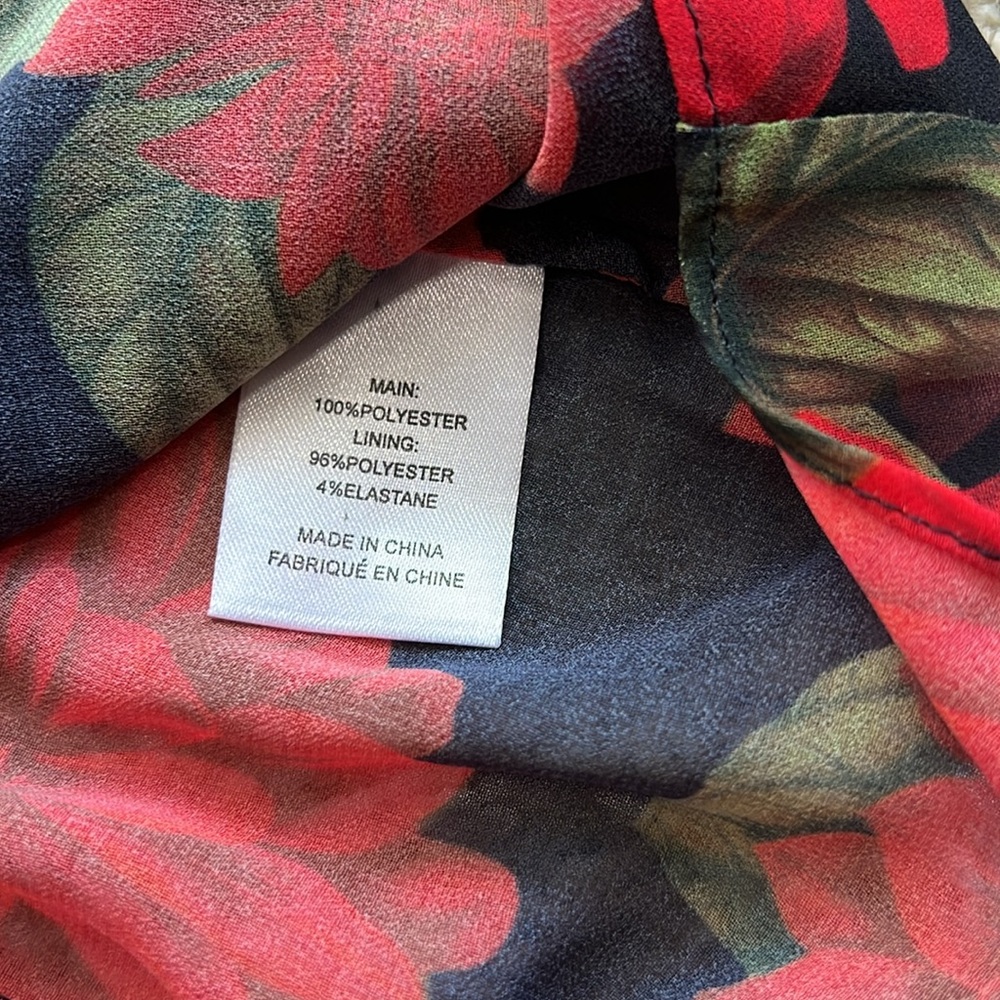 MAIN:
100%POLYESTER
LINING:
96%POLYESTER
4%ELASTANE
MADE IN CHINA
FABRIQUÉ EN CHINE